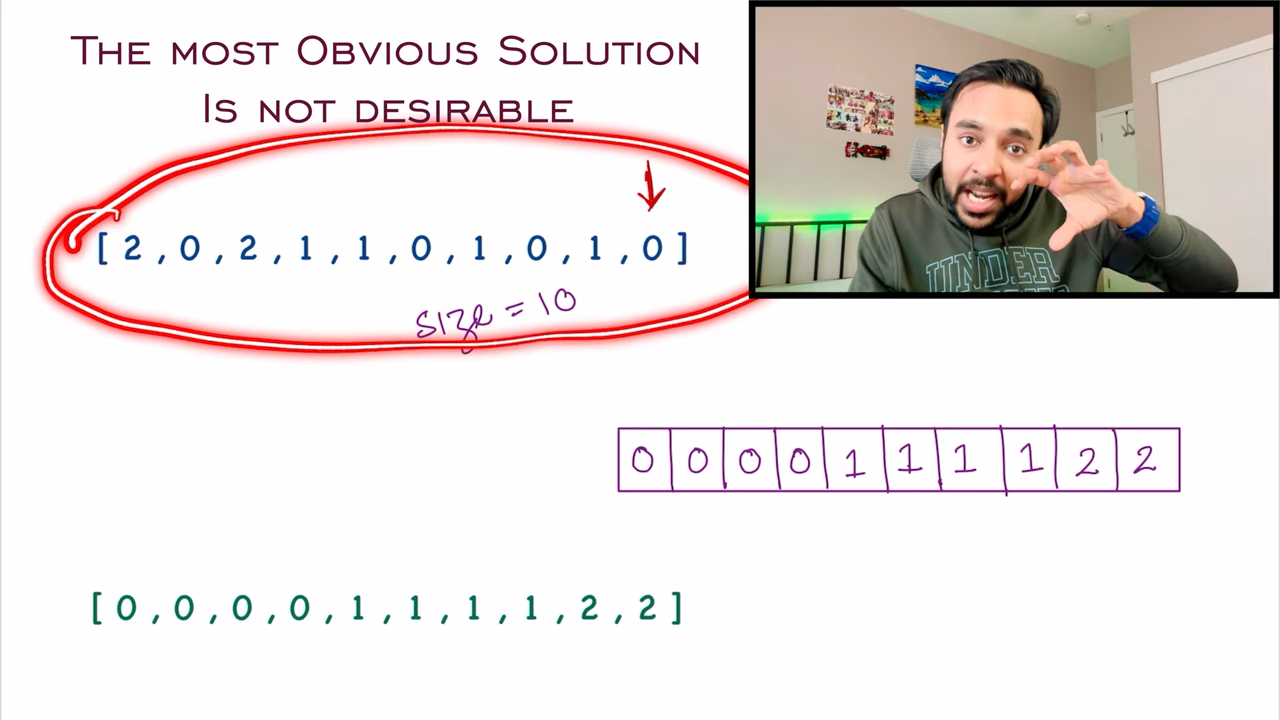 THE MOST OBVIOUS SOLUTION
IS NOT DESIRABLE
[ 2 , 0 , 2 , 1 , 1 , 0 , 1 , 0 , 1 , 0 ]
size = 10
UNDER
0 0 0 0 1 1 1 1 2 2
[ 0 , 0 , 0 , 0 , 1 , 1 , 1 , 1 , 2 , 2 ]